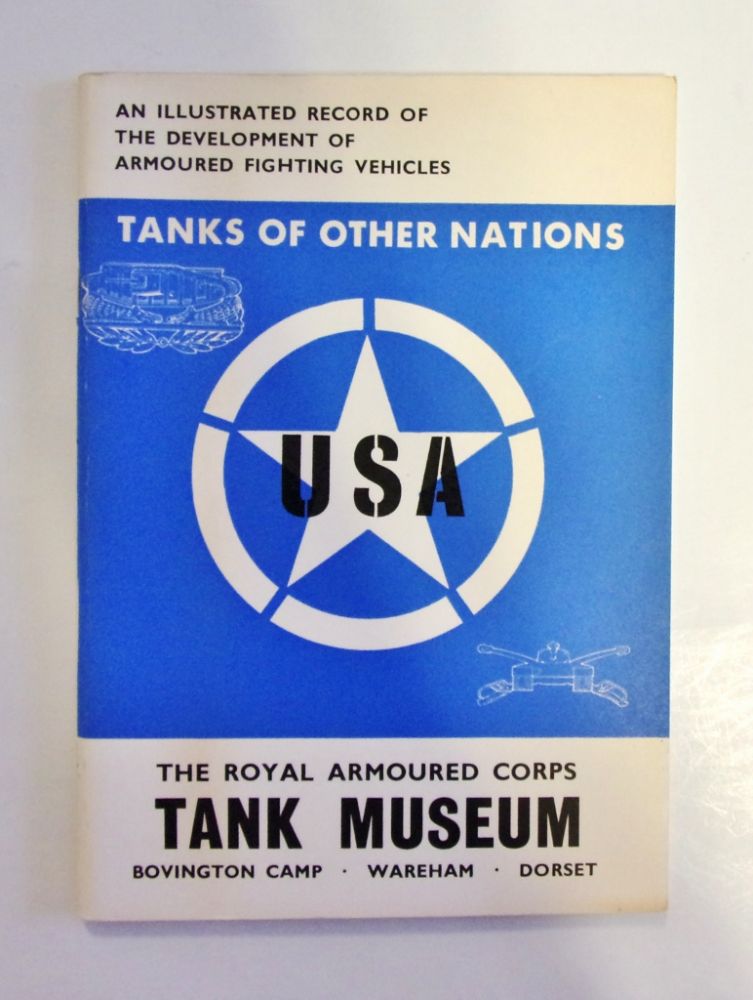 AN ILLUSTRATED RECORD OF
THE DEVELOPMENT OF
ARMOURED FIGHTING VEHICLES
TANKS OF OTHER NATIONS
USA
THE ROYAL ARMOURED CORPS
TANK MUSEUM
BOVINGTON CAMP · WAREHAM · DORSET